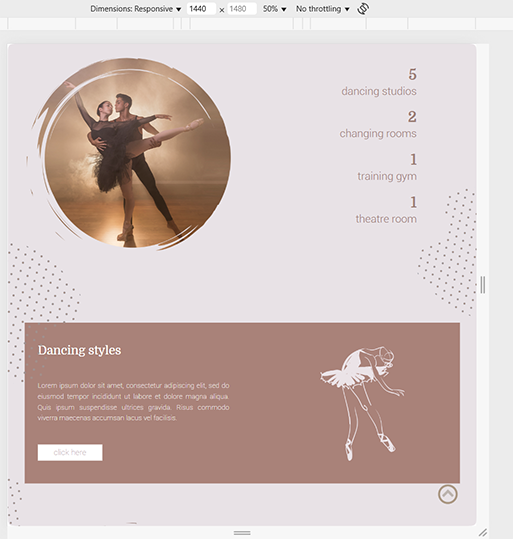 Dimensions: Responsive ▼ 1440 × 1480 50% ▼ No throttling ▼
5
dancing studios
2
changing rooms
1
training gym
1
theatre room
Dancing styles
Lorem ipsum dolor sit amet, consectetur adipiscing elit, sed do
eiusmod tempor incididunt ut labore et dolore magna aliqua.
Quis ipsum suspendisse ultrices gravida. Risus commodo
viverra maecenas accumsan lacus vel facilisis.
click here